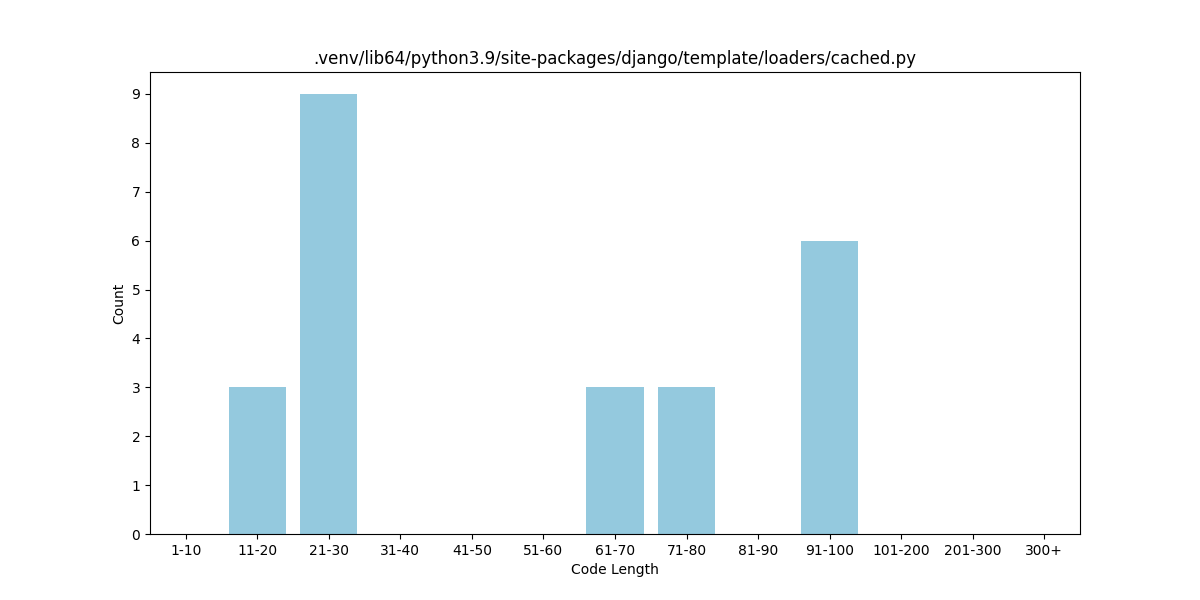 .venv/lib64/python3.9/site-packages/django/template/loaders/cached.py
9
8
7
6
5
4
3
2
1
0
Count
1-10 11-20 21-30 31-40 41-50 51-60 61-70 71-80 81-90 91-100 101-200 201-300 300+
Code Length